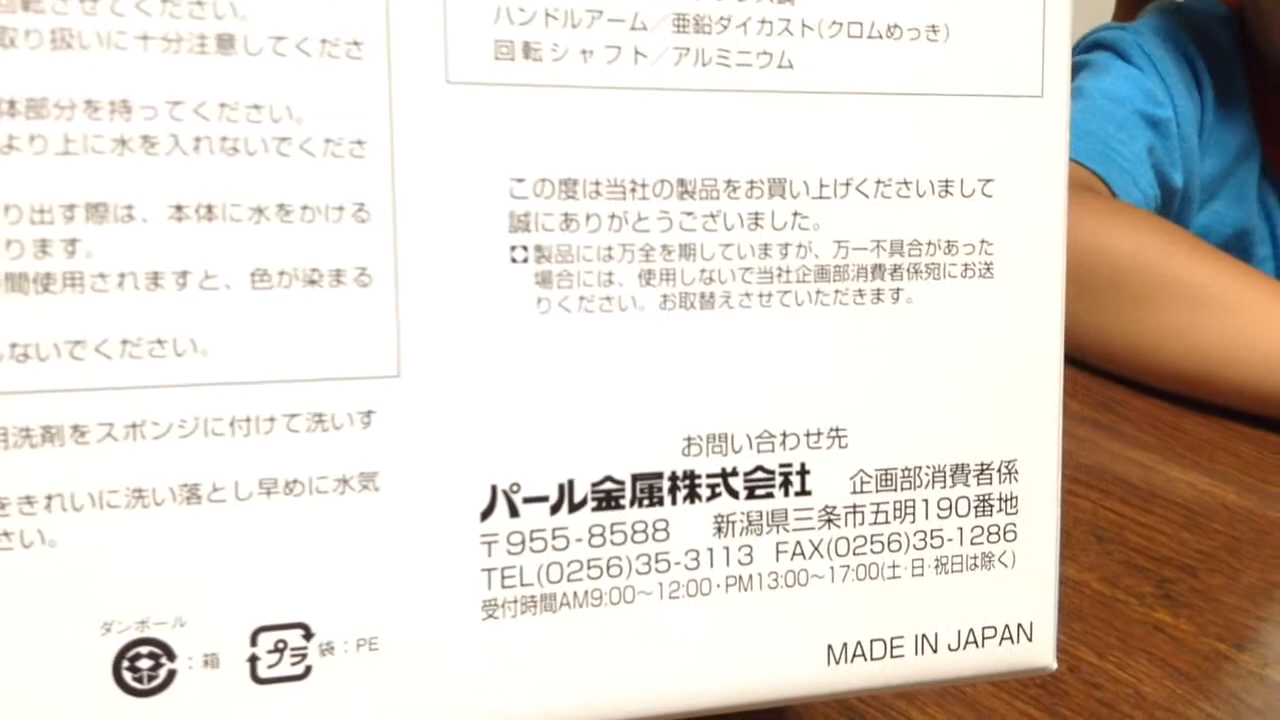 回転させてください。
取り扱いに十分注意してくださ
体部分を持ってください。
より上に水を入れないでくださ
り出す際は、本体に水をかける
ります。
間使用されますと、色が染まる
しないでください。
用洗剤をスポンジに付けて洗いす
をきれいに洗い落とし早めに水気
さい。
ダンボール
:箱
プラ
袋:PE
ハンドルアーム/亜鉛ダイカスト(クロムめっき)
回転シャフト/アルミニウム
この度は当社の製品をお買い上げくださいまして
誠にありがとうございました。
製品には万全を期していますが、万一不具合があった
場合には、使用しないで当社企画部消費者係宛にお送
りください。お取替えさせていただきます。
お問い合わせ先
パール金属株式会社 企画部消費者係
〒955-8588 新潟県三条市五明190番地
TEL(0256)35-3113 FAX(0256)35-1286
受付時間AM9:00~12:00・PM13:00~17:00(土・日・祝日は除く)
MADE IN JAPAN